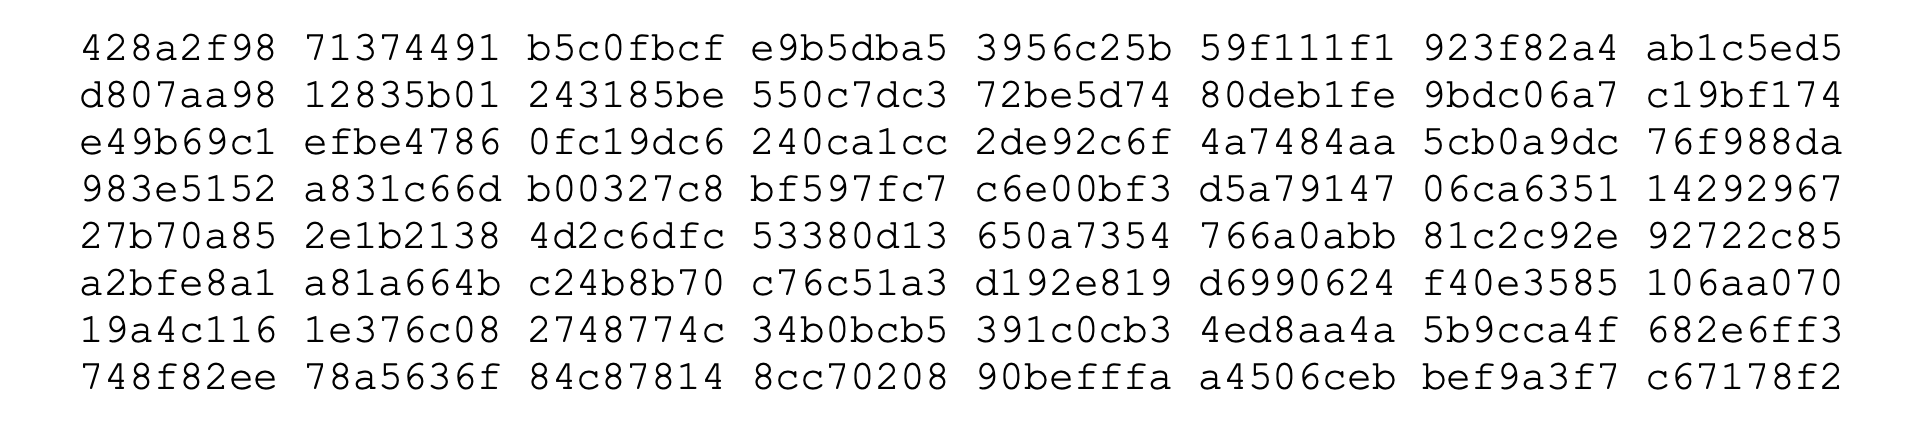 428a2f98 71374491 b5c0fbcf e9b5dba5 3956c25b 59f111f1 923f82a4 ab1c5ed5
d807aa98 12835b01 243185be 550c7dc3 72be5d74 80deb1fe 9bdc06a7 c19bf174
e49b69c1 efbe4786 0fc19dc6 240ca1cc 2de92c6f 4a7484aa 5cb0a9dc 76f988da
983e5152 a831c66d b00327c8 bf597fc7 c6e00bf3 d5a79147 06ca6351 14292967
27b70a85 2e1b2138 4d2c6dfc 53380d13 650a7354 766a0abb 81c2c92e 92722c85
a2bfe8a1 a81a664b c24b8b70 c76c51a3 d192e819 d6990624 f40e3585 106aa070
19a4c116 1e376c08 2748774c 34b0bcb5 391c0cb3 4ed8aa4a 5b9cca4f 682e6ff3
748f82ee 78a5636f 84c87814 8cc70208 90befffa a4506ceb bef9a3f7 c67178f2